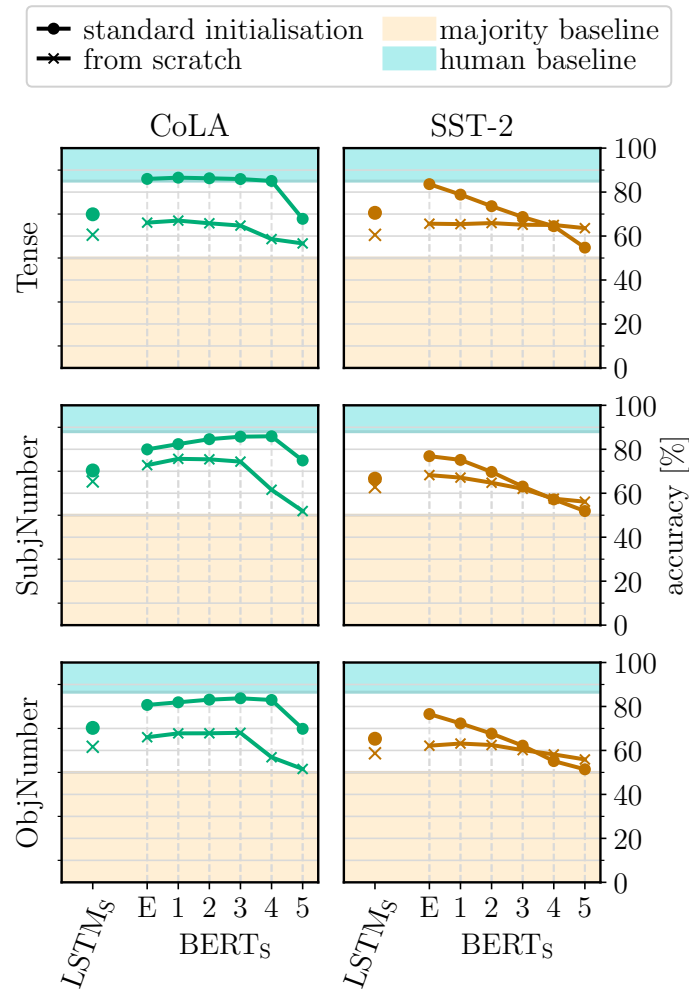 standard initialisation
from scratch
majority baseline
human baseline
CoLA
SST-2
Tense
100
80
60
40
20
0
SubjNumber
100
80
60
40
20
0
accuracy [%]
ObjNumber
100
80
60
40
20
0
LSTMS E 1 2 3 4 5
BERTS
LSTMS E 1 2 3 4 5
BERTS